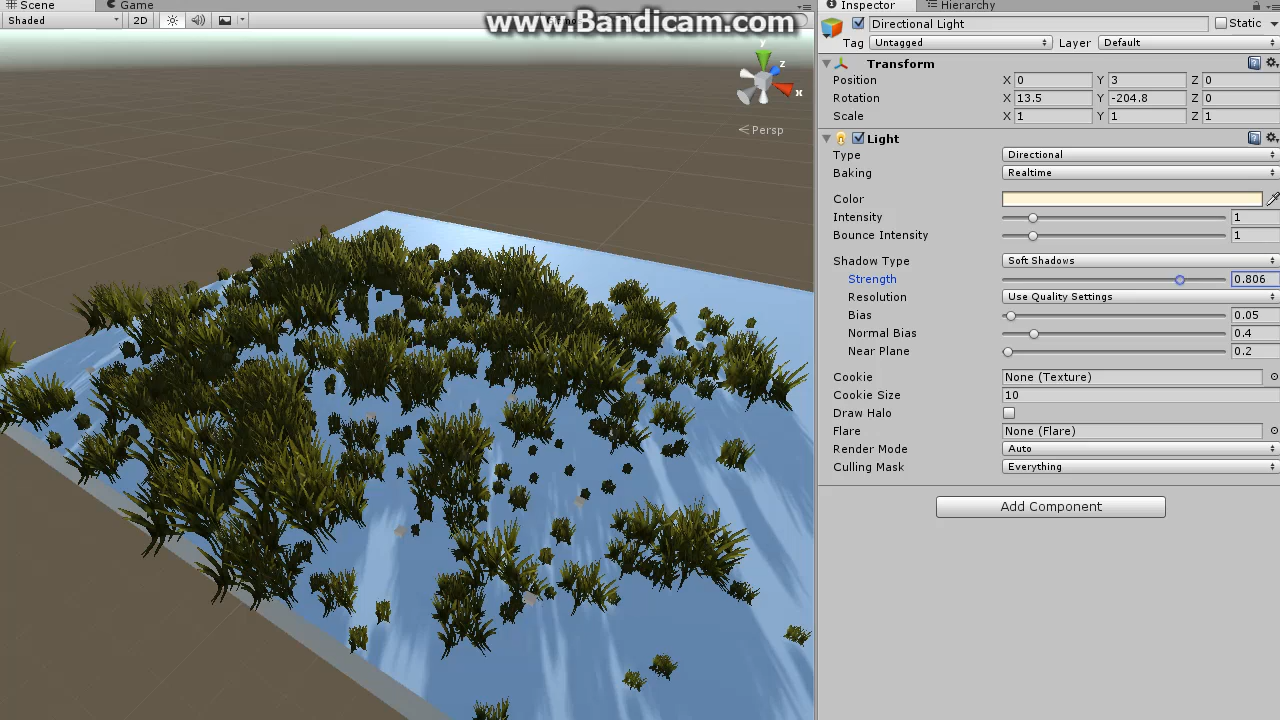 Scene Game
Shaded 2D
www.Bandicam.com
y
z
x
Persp
Inspector Hierarchy
Directional Light Static
Tag Untagged Layer Default
Transform
Position X 0 Y 3 Z 0
Rotation X 13.5 Y -204.8 Z 0
Scale X 1 Y 1 Z 1
Light
Type Directional
Baking Realtime
Color
Intensity 1
Bounce Intensity 1
Shadow Type Soft Shadows
Strength 0.806
Resolution Use Quality Settings
Bias 0.05
Normal Bias 0.4
Near Plane 0.2
Cookie None (Texture)
Cookie Size 10
Draw Halo
Flare None (Flare)
Render Mode Auto
Culling Mask Everything
Add Component